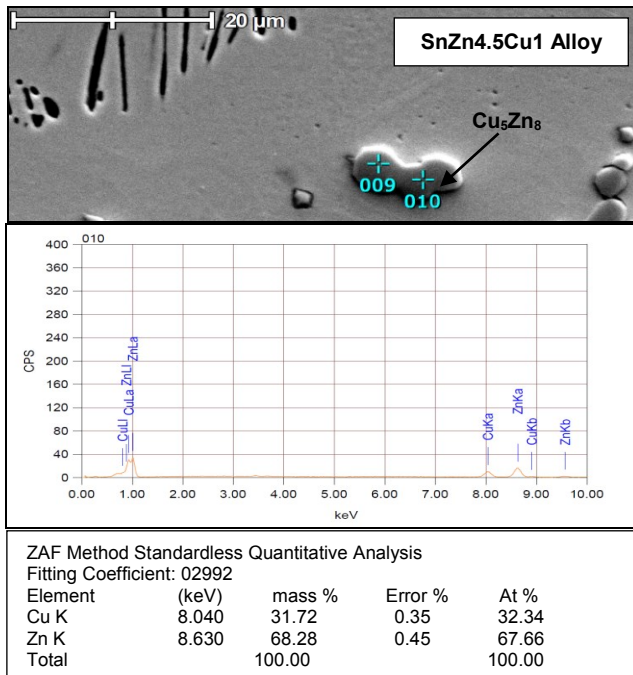 20 µm
SnZn4.5Cu1 Alloy
Cu₅Zn₈
009
010
010
400
360
320
280
240
200
160
120
80
40
0
CPS
CuLl
CuLa
ZnLl
ZnLa
CuKa
ZnKa
CuKb
ZnKb
0.00 1.00 2.00 3.00 4.00 5.00 6.00 7.00 8.00 9.00 10.00
keV
ZAF Method Standardless Quantitative Analysis
Fitting Coefficient: 02992
Element (keV) mass % Error % At %
Cu K 8.040 31.72 0.35 32.34
Zn K 8.630 68.28 0.45 67.66
Total 100.00 100.00